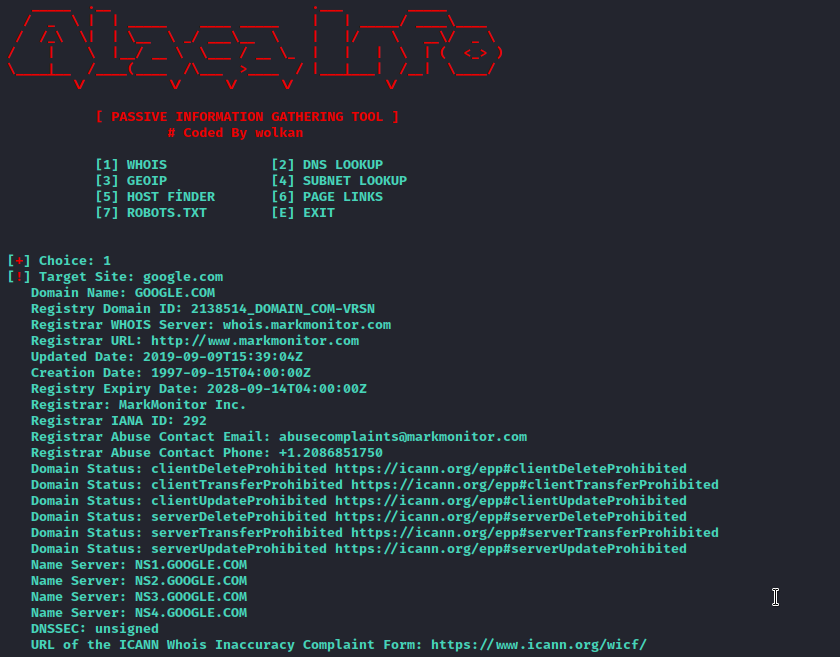 [ PASSIVE INFORMATION GATHERING TOOL ]
# Coded By wolkan
[1] WHOIS [2] DNS LOOKUP
[3] GEOIP [4] SUBNET LOOKUP
[5] HOST FİNDER [6] PAGE LINKS
[7] ROBOTS.TXT [E] EXIT
[+] Choice: 1
[!] Target Site: google.com
Domain Name: GOOGLE.COM
Registry Domain ID: 2138514_DOMAIN_COM-VRSN
Registrar WHOIS Server: whois.markmonitor.com
Registrar URL: http://www.markmonitor.com
Updated Date: 2019-09-09T15:39:04Z
Creation Date: 1997-09-15T04:00:00Z
Registry Expiry Date: 2028-09-14T04:00:00Z
Registrar: MarkMonitor Inc.
Registrar IANA ID: 292
Registrar Abuse Contact Email: abusecomplaints@markmonitor.com
Registrar Abuse Contact Phone: +1.2086851750
Domain Status: clientDeleteProhibited https://icann.org/epp#clientDeleteProhibited
Domain Status: clientTransferProhibited https://icann.org/epp#clientTransferProhibited
Domain Status: clientUpdateProhibited https://icann.org/epp#clientUpdateProhibited
Domain Status: serverDeleteProhibited https://icann.org/epp#serverDeleteProhibited
Domain Status: serverTransferProhibited https://icann.org/epp#serverTransferProhibited
Domain Status: serverUpdateProhibited https://icann.org/epp#serverUpdateProhibited
Name Server: NS1.GOOGLE.COM
Name Server: NS2.GOOGLE.COM
Name Server: NS3.GOOGLE.COM
Name Server: NS4.GOOGLE.COM
DNSSEC: unsigned
URL of the ICANN Whois Inaccuracy Complaint Form: https://www.icann.org/wicf/